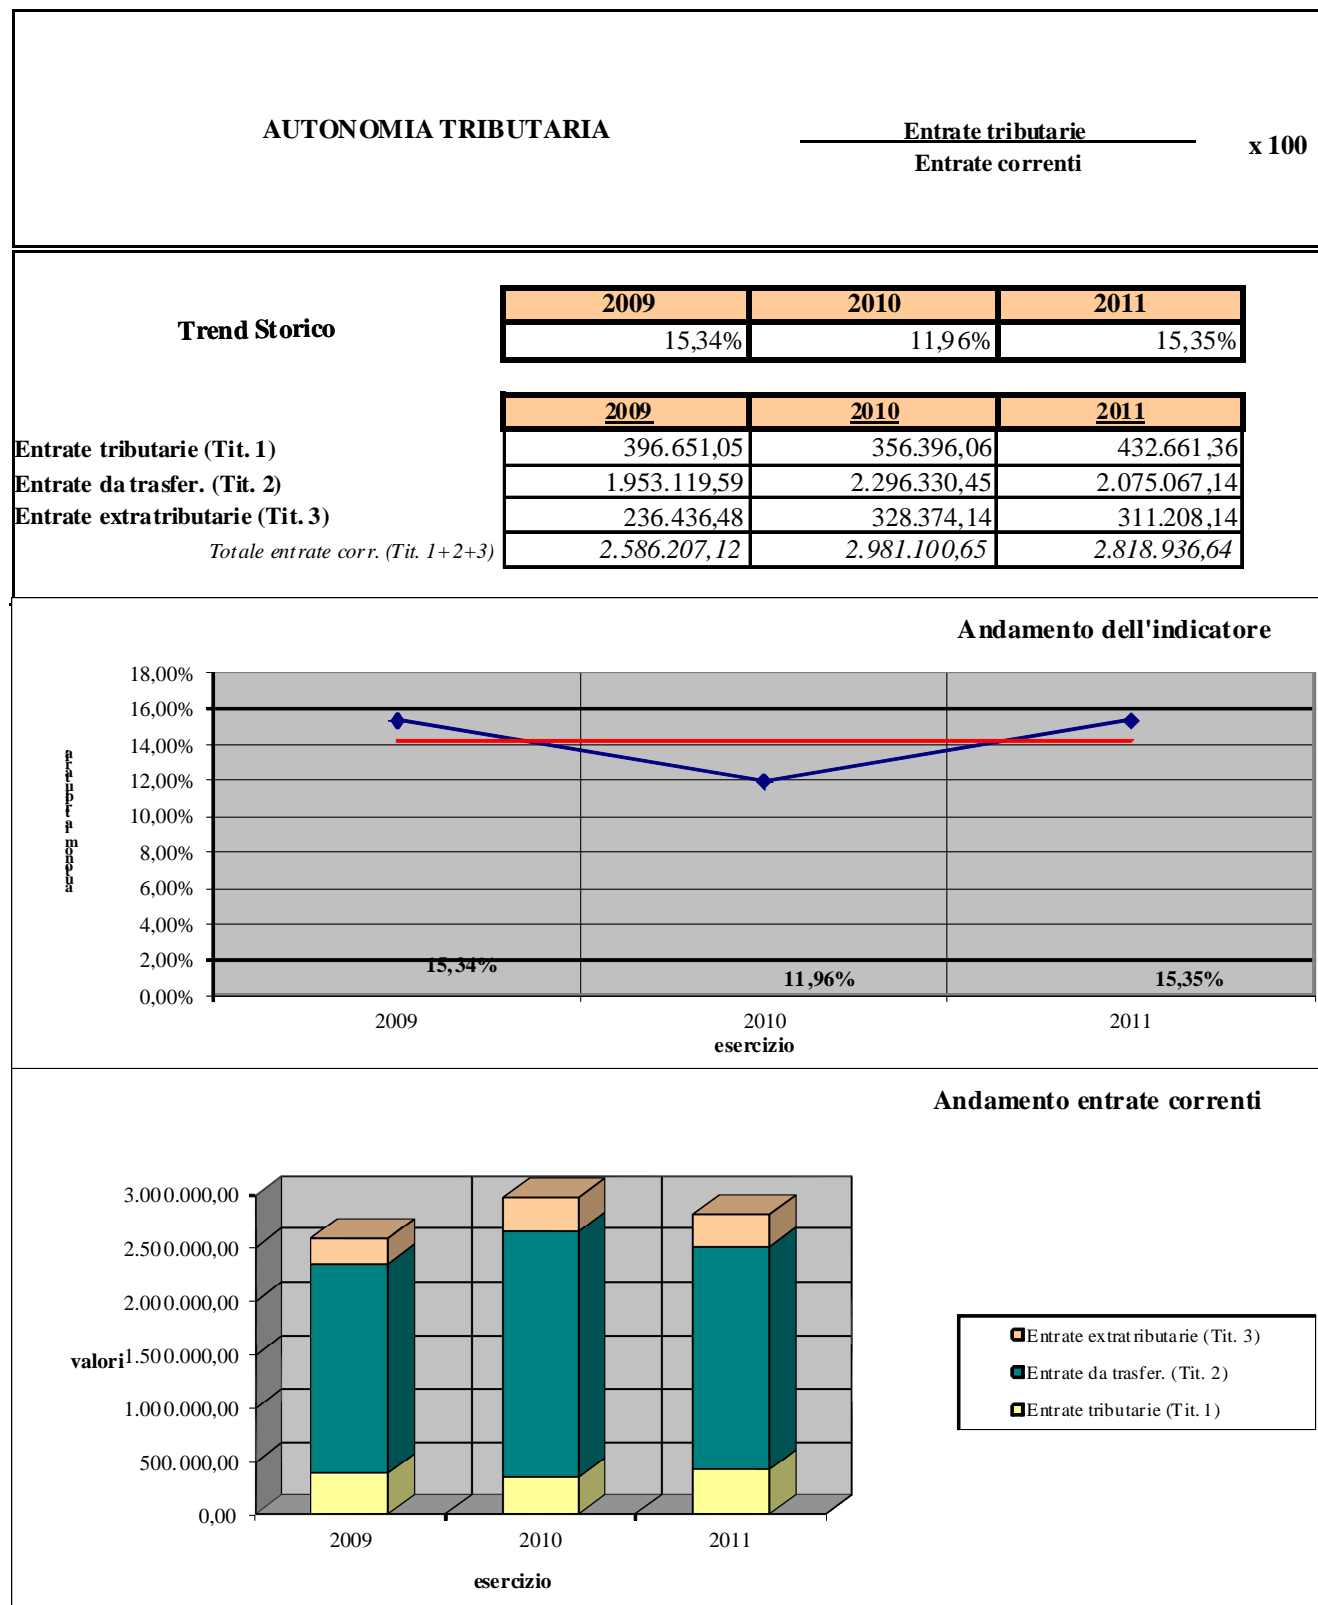 AUTONOMIA TRIBUTARIA
Entrate tributarie
Entrate correnti
x 100
Trend Storico
2009 2010 2011
15,34% 11,96% 15,35%
2009 2010 2011
Entrate tributarie (Tit. 1) 396.651,05 356.396,06 432.661,36
Entrate da trasfer. (Tit. 2) 1.953.119,59 2.296.330,45 2.075.067,14
Entrate extratributarie (Tit. 3) 236.436,48 328.374,14 311.208,14
Totale entrate corr. (Tit. 1+2+3) 2.586.207,12 2.981.100,65 2.818.936,64
Andamento dell'indicatore
18,00%
16,00%
14,00%
12,00%
10,00%
8,00%
6,00%
4,00%
2,00%
0,00%
15,34% 11,96% 15,35%
2009 2010 2011
esercizio
Andamento entrate correnti
3.000.000,00
2.500.000,00
2.000.000,00
1.500.000,00
1.000.000,00
500.000,00
0,00
valori
2009 2010 2011
esercizio
Entrate extratributarie (Tit. 3)
Entrate da trasfer. (Tit. 2)
Entrate tributarie (Tit. 1)